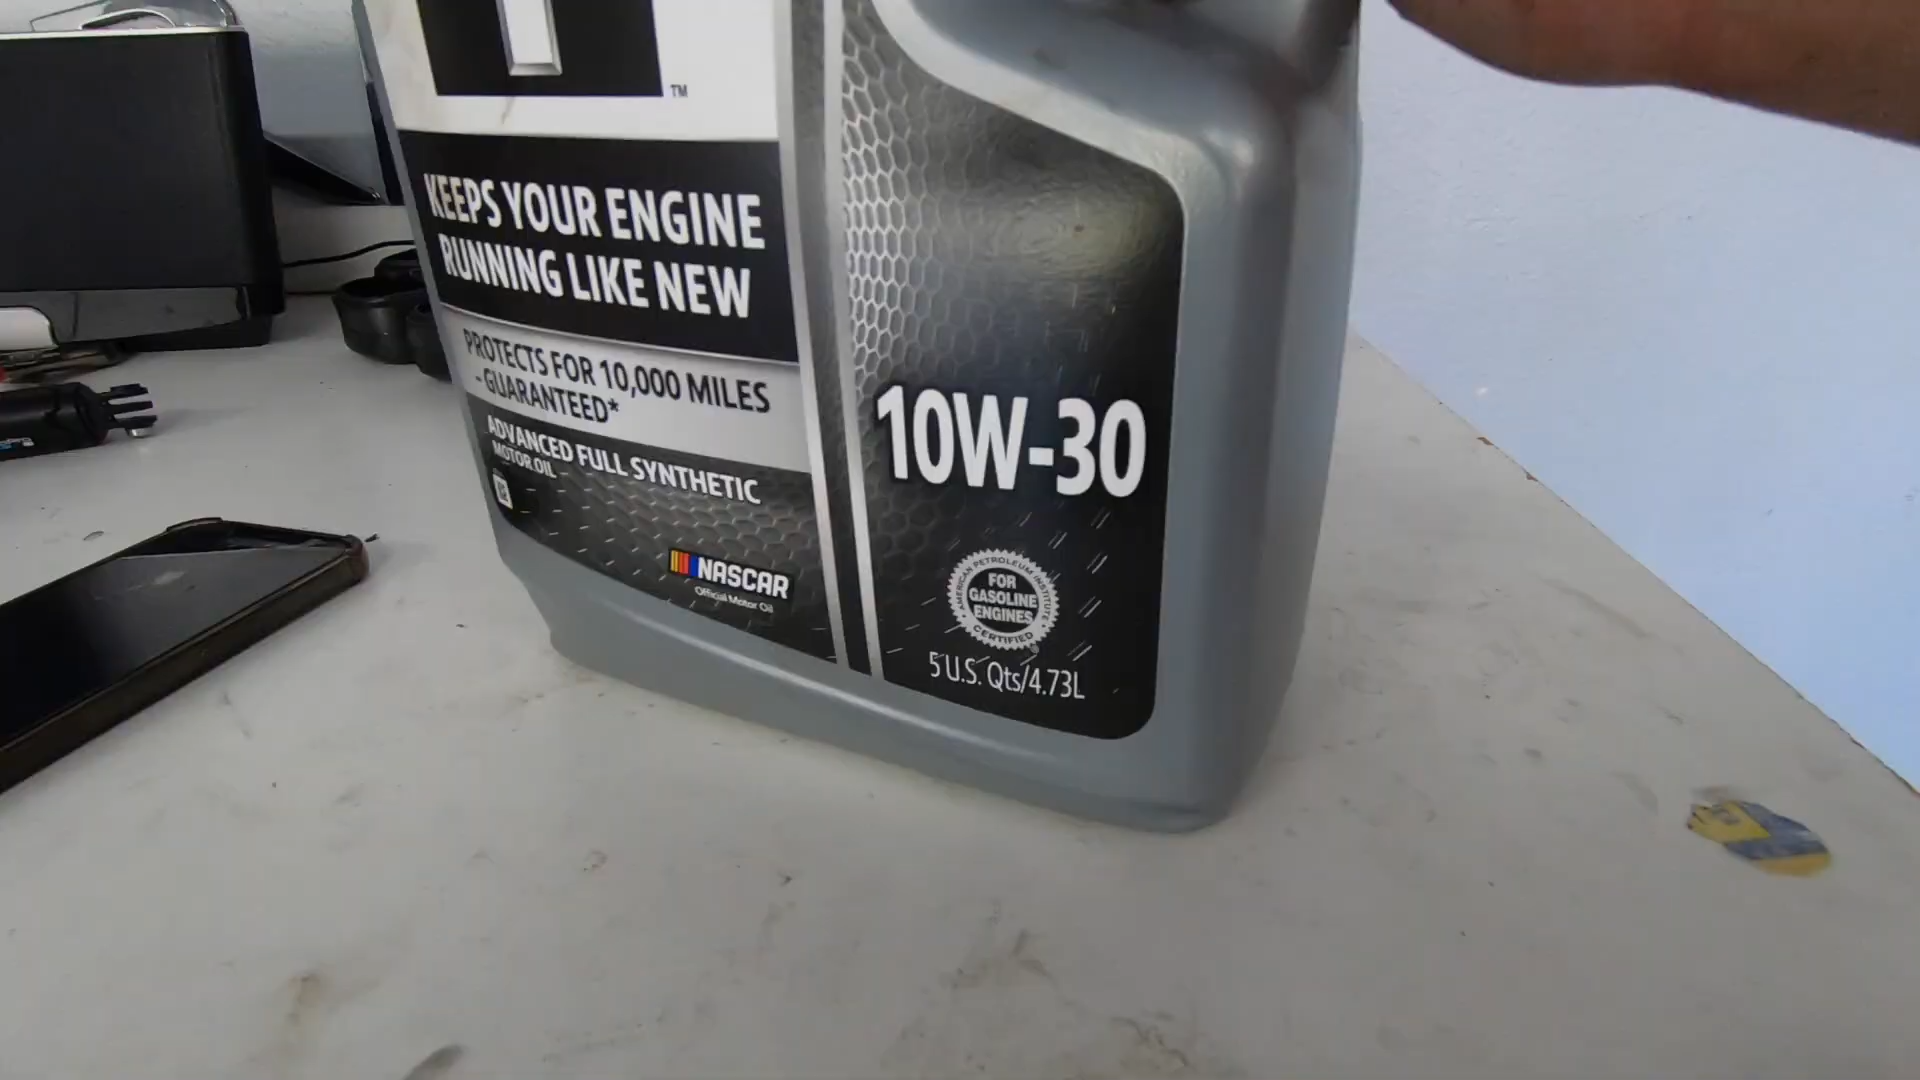 ™
KEEPS YOUR ENGINE
RUNNING LIKE NEW
PROTECTS FOR 10,000 MILES
- GUARANTEED*
ADVANCED FULL SYNTHETIC
MOTOR OIL
NASCAR
Official Motor Oil
10W-30
AMERICAN PETROLEUM INSTITUTE
FOR
GASOLINE
ENGINES
CERTIFIED
®
5 U.S. Qts/4.73L